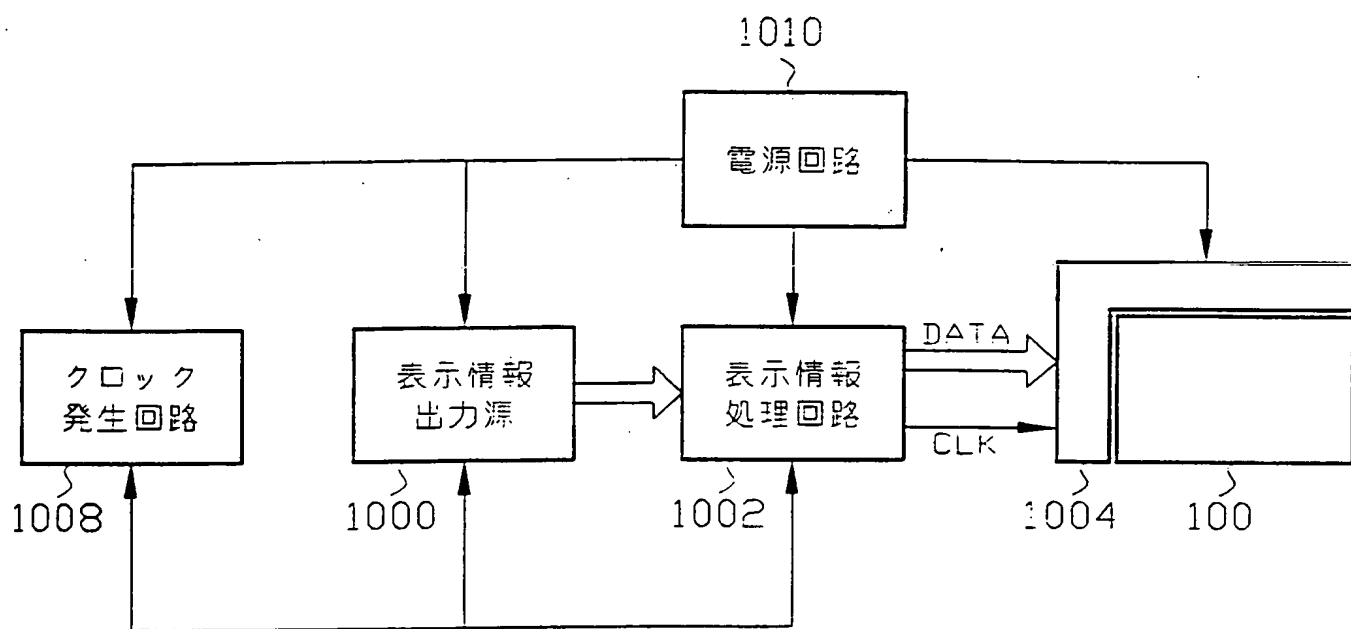 1010
電源回路
クロック
発生回路
表示情報
出力源
表示情報
処理回路
DATA
CLK
1008
1000
1002
1004
100